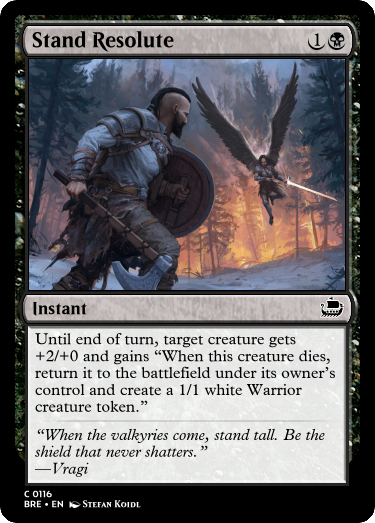 Stand Resolute 1
Instant
Until end of turn, target creature gets
+2/+0 and gains “When this creature dies,
return it to the battlefield under its owner’s
control and create a 1/1 white Warrior
creature token.”
“When the valkyries come, stand tall. Be the
shield that never shatters.”
—Vragi
C 0116
BRE • EN Stefan Koidl